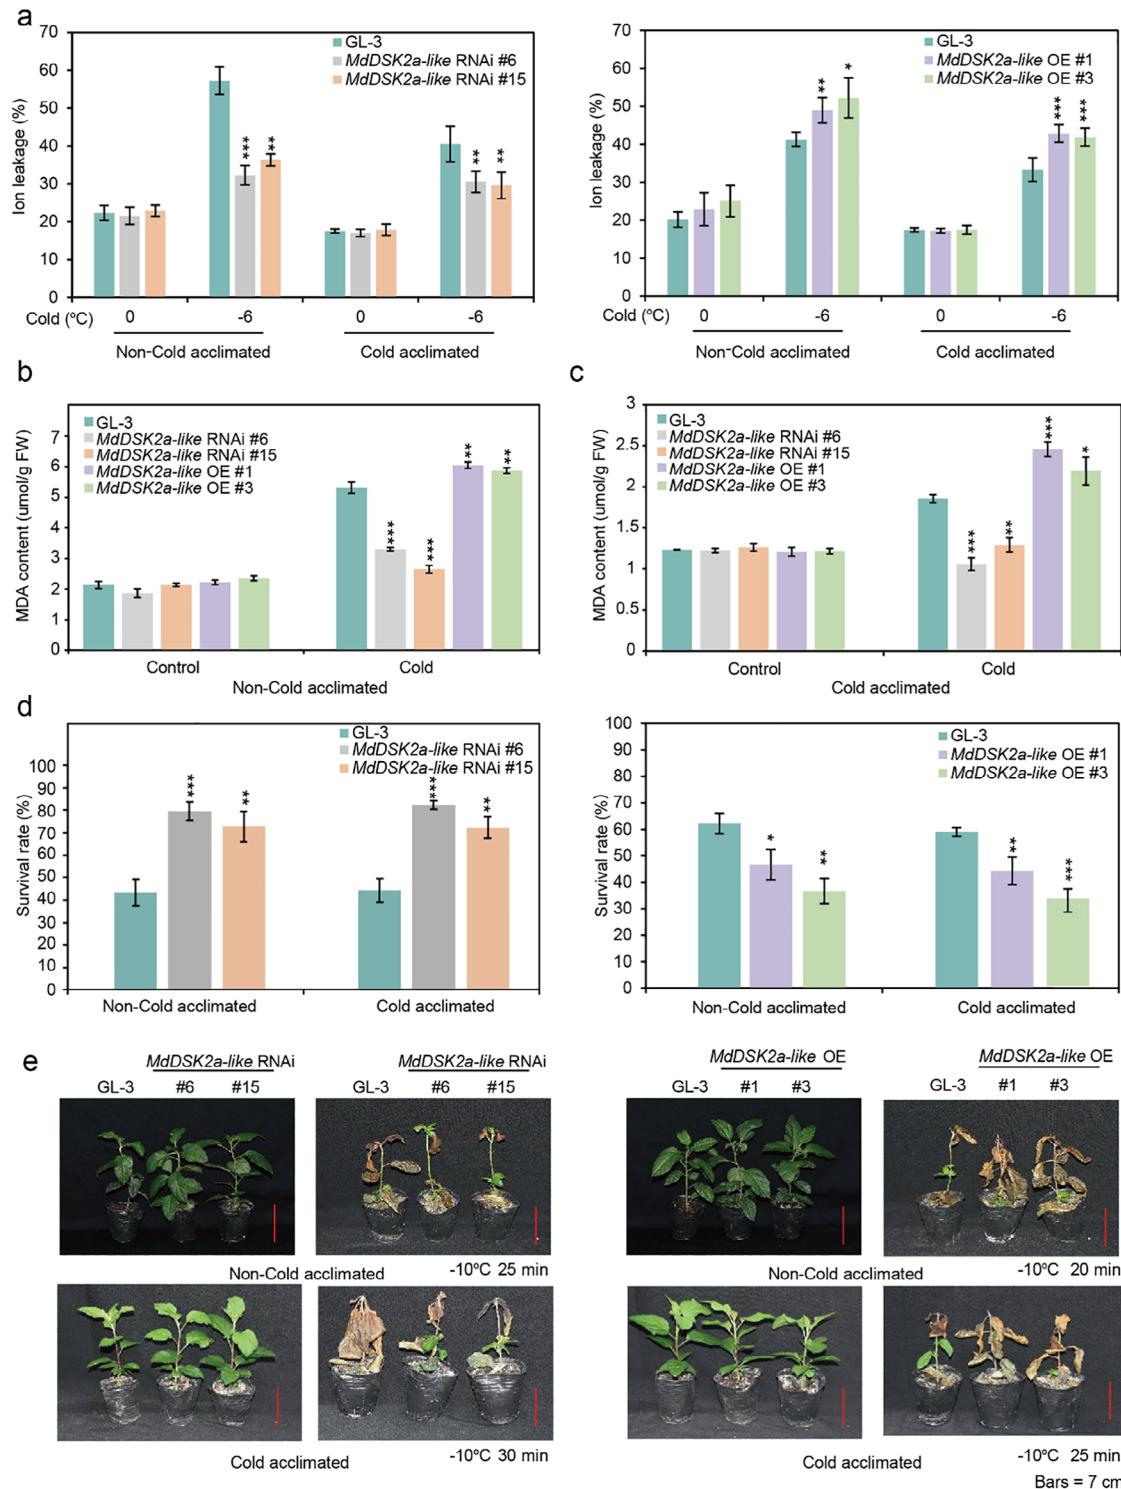 a
70
60
50
40
30
20
10
0
Ion leakage (%)
GL-3
MdDSK2a-like RNAi #6
MdDSK2a-like RNAi #15
*** ** ** **
Cold (°C) 0 -6 0 -6
Non-Cold acclimated Cold acclimated
70
60
50
40
30
20
10
0
Ion leakage (%)
GL-3
MdDSK2a-like OE #1
MdDSK2a-like OE #3
** * *** ***
Cold (°C) 0 -6 0 -6
Non-Cold acclimated Cold acclimated
b
7
6
5
4
3
2
1
0
MDA content (umol/g FW)
GL-3
MdDSK2a-like RNAi #6
MdDSK2a-like RNAi #15
MdDSK2a-like OE #1
MdDSK2a-like OE #3
Control Cold
Non-Cold acclimated
c
3
2.5
2
1.5
1
0.5
0
MDA content (umol/g FW)
GL-3
MdDSK2a-like RNAi #6
MdDSK2a-like RNAi #15
MdDSK2a-like OE #1
MdDSK2a-like OE #3
Control Cold
Cold acclimated
d
100
90
80
70
60
50
40
30
20
10
0
Survival rate (%)
GL-3
MdDSK2a-like RNAi #6
MdDSK2a-like RNAi #15
*** ** *** **
Non-Cold acclimated Cold acclimated
100
90
80
70
60
50
40
30
20
10
0
Survival rate (%)
GL-3
MdDSK2a-like OE #1
MdDSK2a-like OE #3
* ** ** ***
Non-Cold acclimated Cold acclimated
e
MdDSK2a-like RNAi MdDSK2a-like RNAi
GL-3 #6 #15 GL-3 #6 #15
Non-Cold acclimated -10°C 25 min
Cold acclimated -10°C 30 min
MdDSK2a-like OE MdDSK2a-like OE
GL-3 #1 #3 GL-3 #1 #3
Non-Cold acclimated -10°C 20 min
Cold acclimated -10°C 25 min
Bars = 7 cm